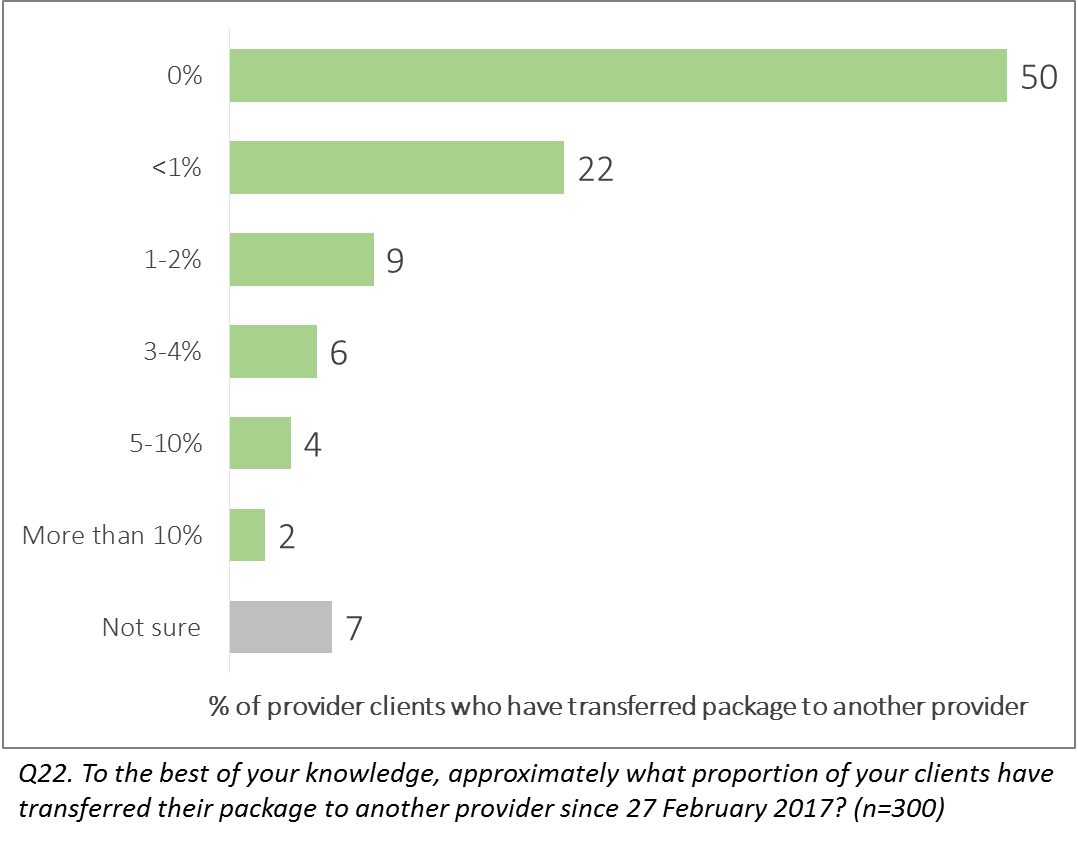 0% 50
<1% 22
1-2% 9
3-4% 6
5-10% 4
More than 10% 2
Not sure 7
% of provider clients who have transferred package to another provider
Q22. To the best of your knowledge, approximately what proportion of your clients have
transferred their package to another provider since 27 February 2017? (n=300)